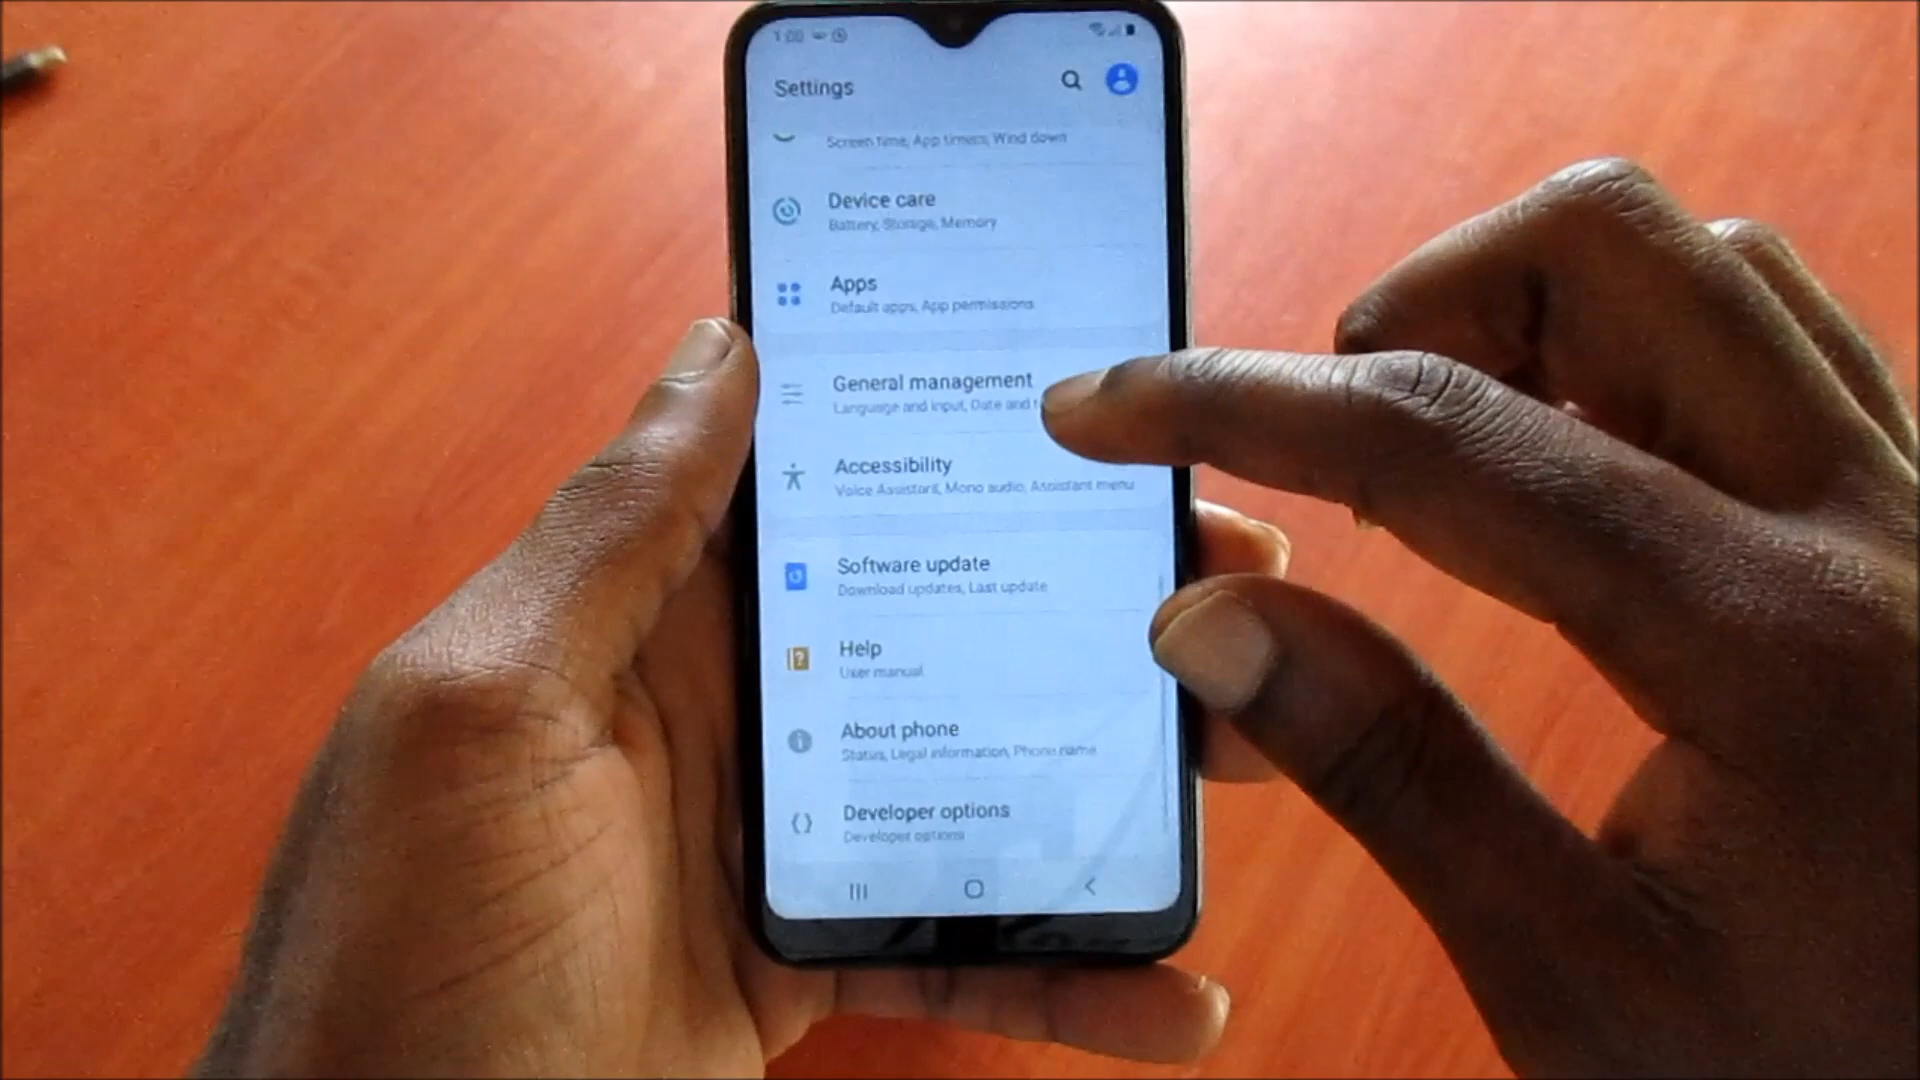 1:00
Settings
Screen time, App timers, Wind down
Device care
Battery, Storage, Memory
Apps
Default apps, App permissions
General management
Language and input, Date and
Accessibility
Voice Assistant, Mono audio, Assistant menu
Software update
Download updates, Last update
Help
User manual
About phone
Status, Legal information, Phone name
Developer options
Developer options